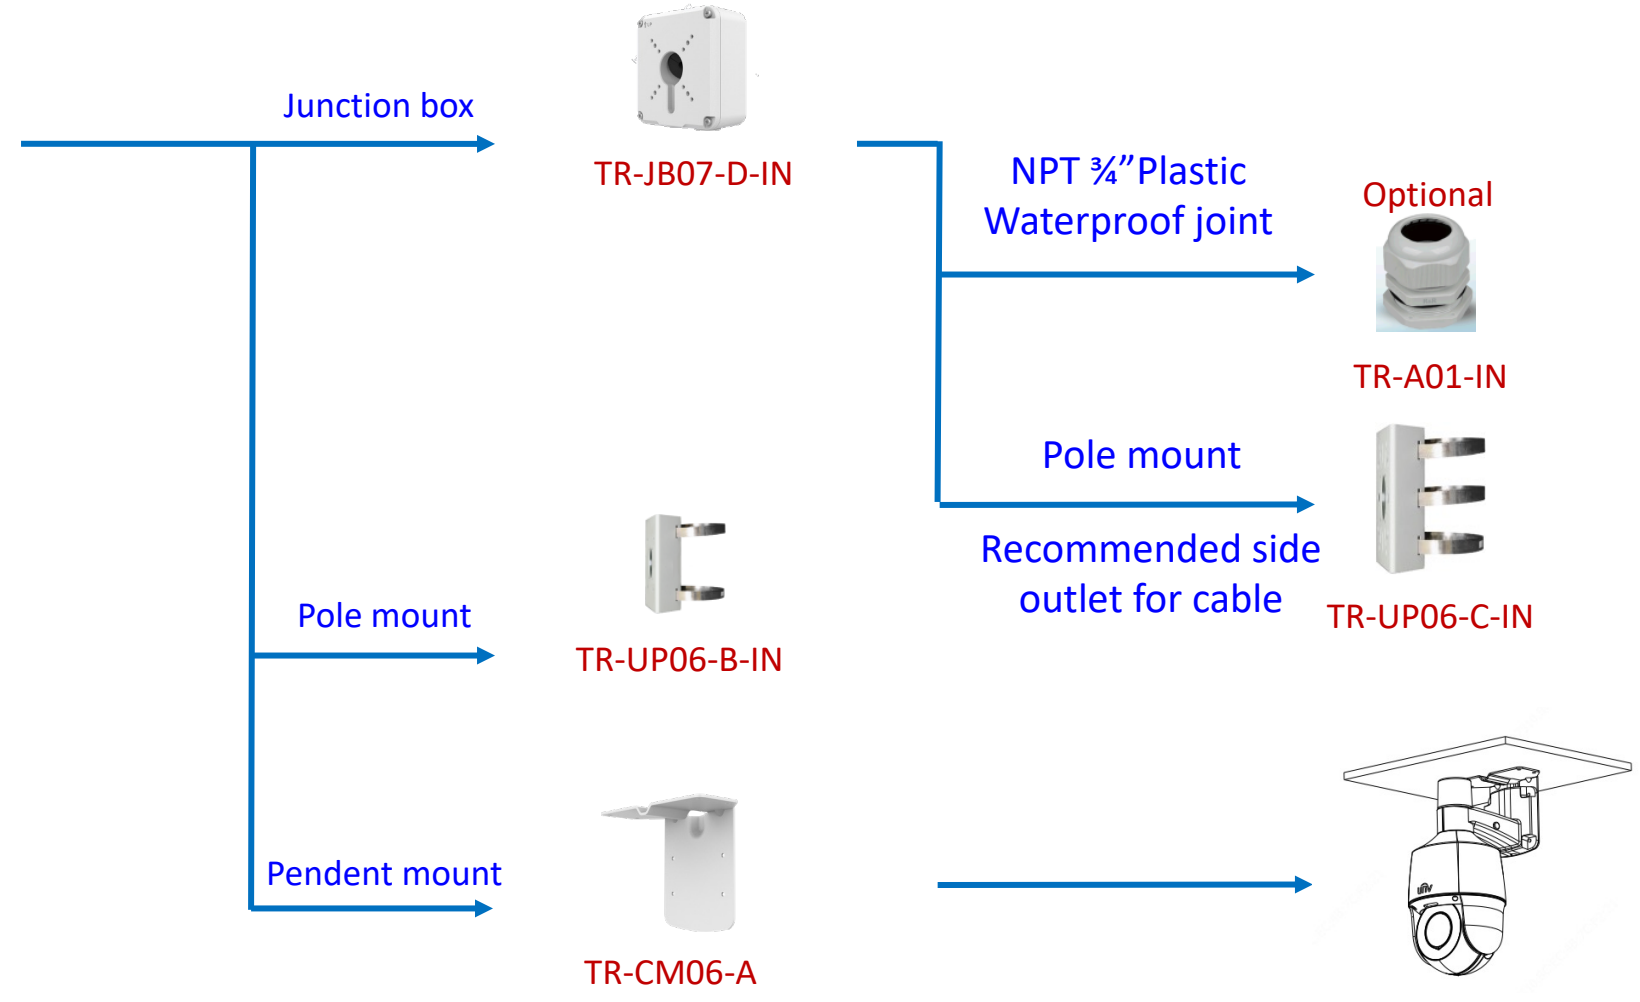 Junction box
TR-JB07-D-IN
NPT ¾”Plastic
Waterproof joint
Optional
TR-A01-IN
Pole mount
Recommended side
outlet for cable
TR-UP06-C-IN
Pole mount
TR-UP06-B-IN
Pendent mount
TR-CM06-A
unv